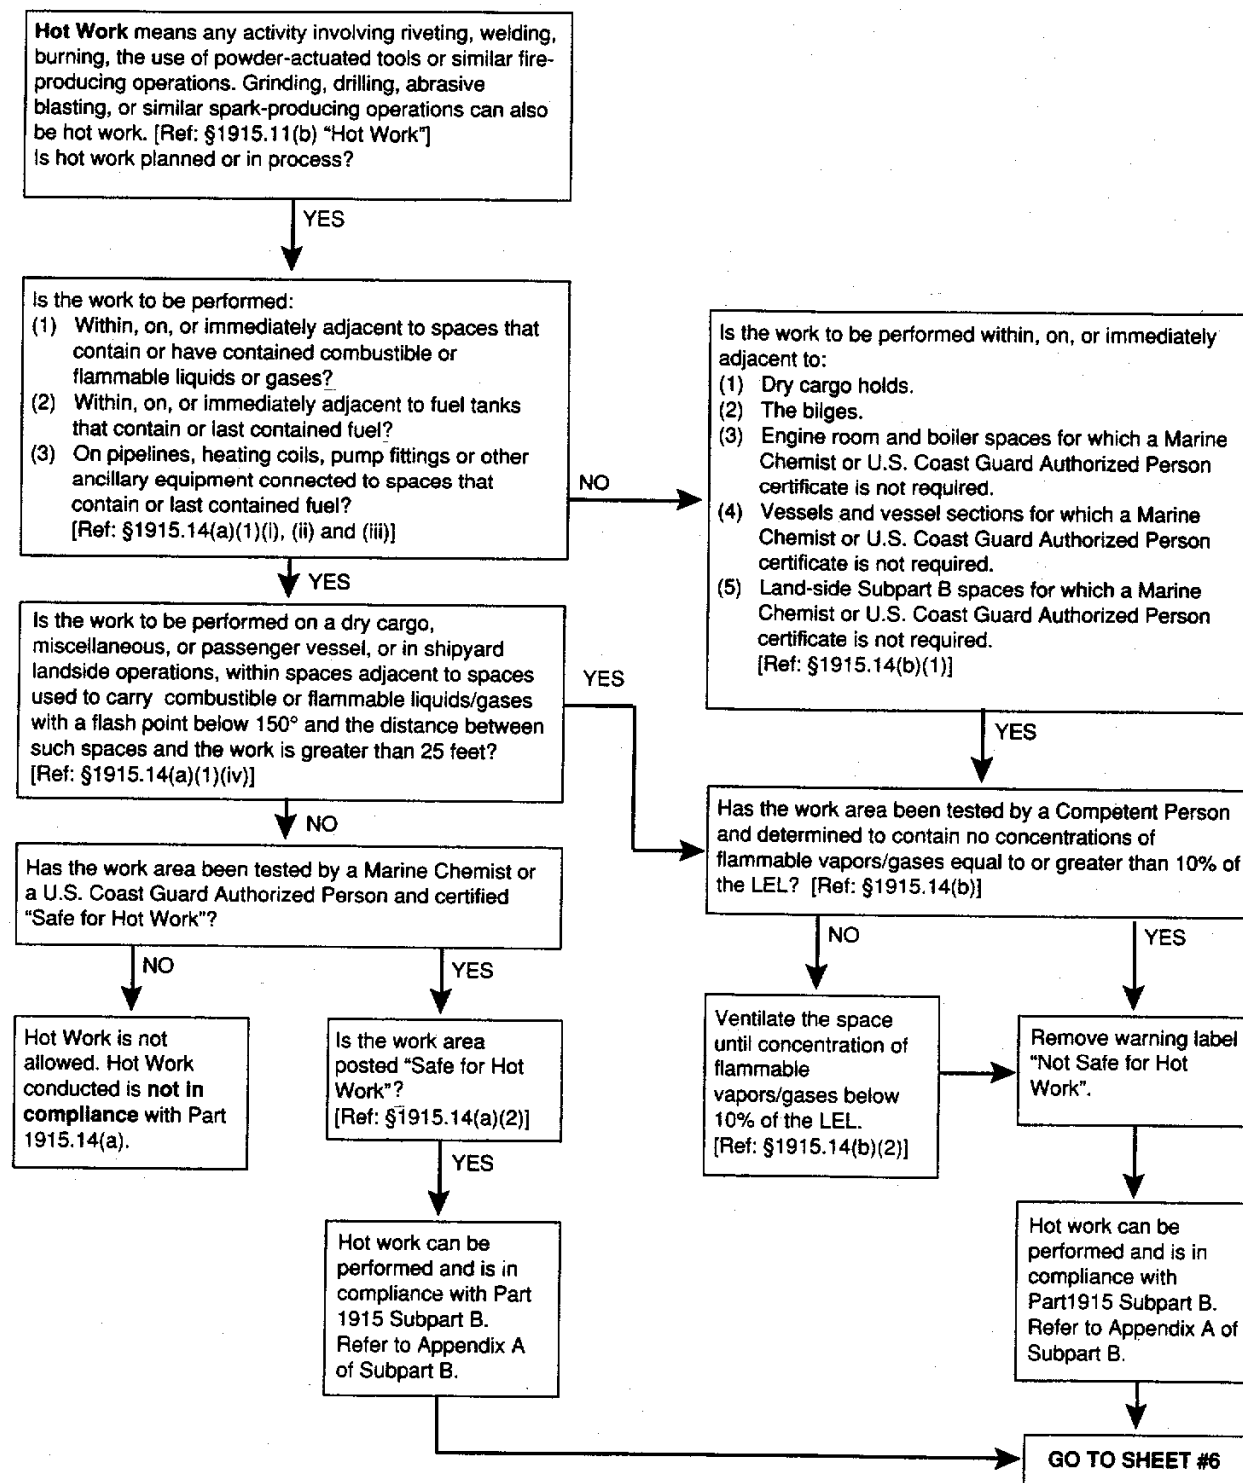 Hot Work means any activity involving riveting, welding,
burning, the use of powder-actuated tools or similar fire-
producing operations. Grinding, drilling, abrasive
blasting, or similar spark-producing operations can also
be hot work. [Ref: §1915.11(b) “Hot Work”]
Is hot work planned or in process?
YES
Is the work to be performed:
(1) Within, on, or immediately adjacent to spaces that
contain or have contained combustible or
flammable liquids or gases?
(2) Within, on, or immediately adjacent to fuel tanks
that contain or last contained fuel?
(3) On pipelines, heating coils, pump fittings or other
ancillary equipment connected to spaces that
contain or last contained fuel?
[Ref: §1915.14(a)(1)(i), (ii) and (iii)]
NO
Is the work to be performed within, on, or immediately
adjacent to:
(1) Dry cargo holds.
(2) The bilges.
(3) Engine room and boiler spaces for which a Marine
Chemist or U.S. Coast Guard Authorized Person
certificate is not required.
(4) Vessels and vessel sections for which a Marine
Chemist or U.S. Coast Guard Authorized Person
certificate is not required.
(5) Land-side Subpart B spaces for which a Marine
Chemist or U.S. Coast Guard Authorized Person
certificate is not required.
[Ref: §1915.14(b)(1)]
YES
Is the work to be performed on a dry cargo,
miscellaneous, or passenger vessel, or in shipyard
landside operations, within spaces adjacent to spaces
used to carry combustible or flammable liquids/gases
with a flash point below 150° and the distance between
such spaces and the work is greater than 25 feet?
[Ref: §1915.14(a)(1)(iv)]
YES
YES
Has the work area been tested by a Competent Person
and determined to contain no concentrations of
flammable vapors/gases equal to or greater than 10% of
the LEL? [Ref: §1915.14(b)]
NO
Has the work area been tested by a Marine Chemist or
a U.S. Coast Guard Authorized Person and certified
“Safe for Hot Work”?
NO
YES
NO
YES
Hot Work is not
allowed. Hot Work
conducted is not in
compliance with Part
1915.14(a).
Is the work area
posted “Safe for Hot
Work”?
[Ref: §1915.14(a)(2)]
Ventilate the space
until concentration of
flammable
vapors/gases below
10% of the LEL.
[Ref: §1915.14(b)(2)]
Remove warning label
“Not Safe for Hot
Work”.
YES
Hot work can be
performed and is in
compliance with Part
1915 Subpart B.
Refer to Appendix A
of Subpart B.
Hot work can be
performed and is in
compliance with
Part1915 Subpart B.
Refer to Appendix A of
Subpart B.
GO TO SHEET #6